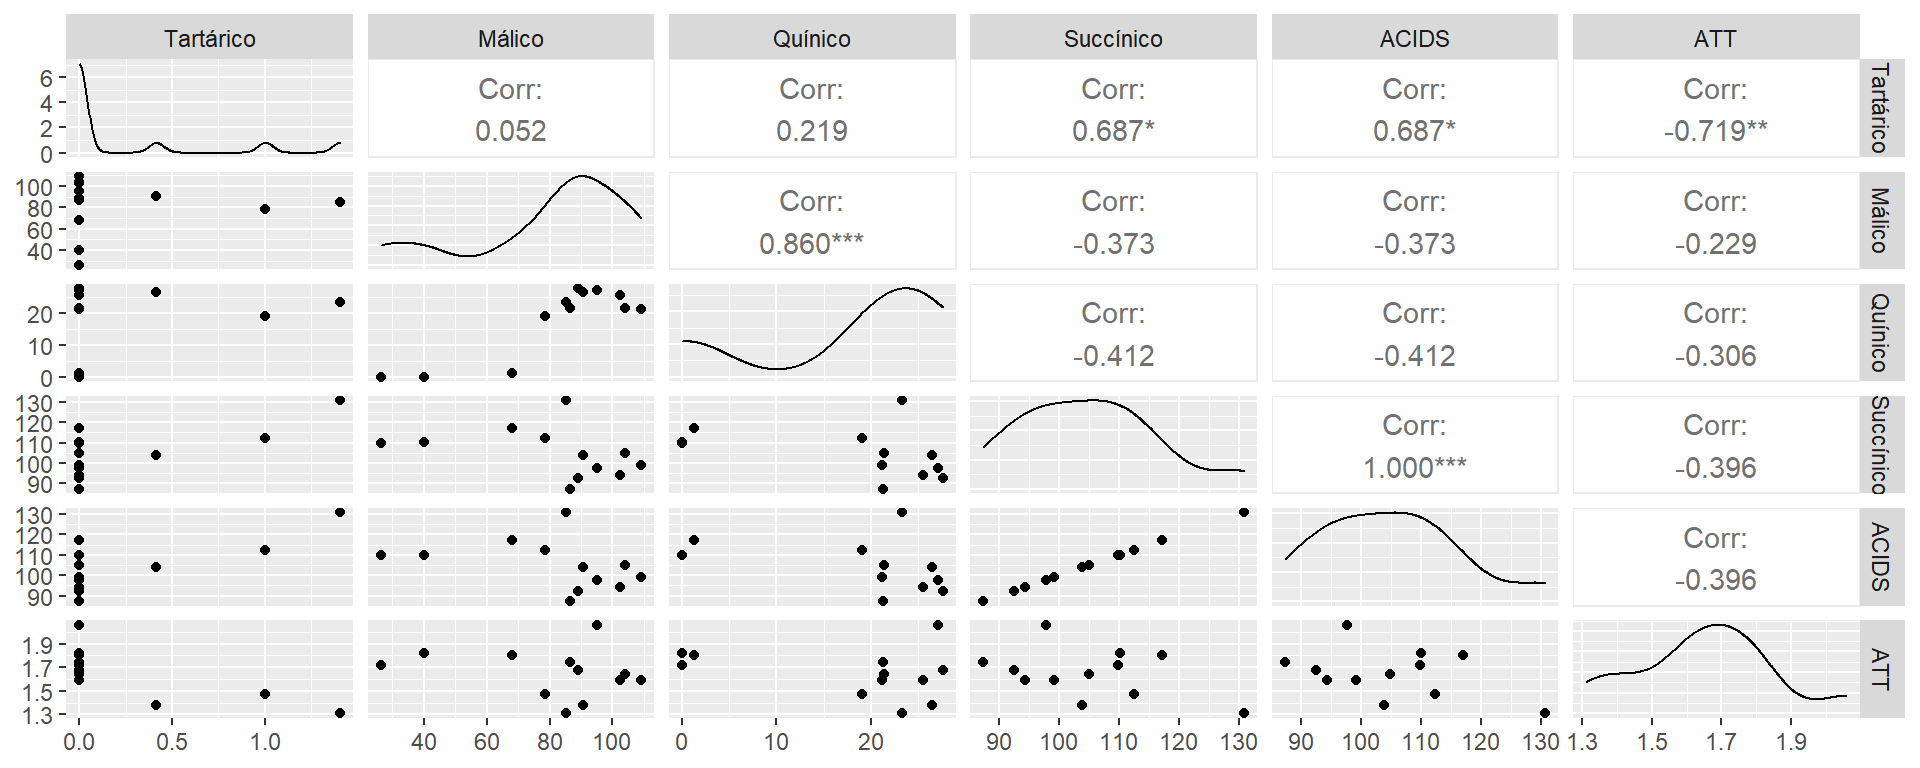 Tartárico Málico Quínico Succínico ACIDS ATT
6
4
2
0
Corr:
0.052
Corr:
0.219
Corr:
0.687*
Corr:
0.687*
Corr:
-0.719**
Tartárico
100
80
60
40
Corr:
0.860***
Corr:
-0.373
Corr:
-0.373
Corr:
-0.229
Málico
20
10
0
Corr:
-0.412
Corr:
-0.412
Corr:
-0.306
Quínico
130
120
110
100
90
Corr:
1.000***
Corr:
-0.396
Succínico
130
120
110
100
90
Corr:
-0.396
ACIDS
1.9
1.7
1.5
1.3
ATT
0.0 0.5 1.0 40 60 80 100 0 10 20 90 100 110 120 130 90 100 110 120 130 1.3 1.5 1.7 1.9